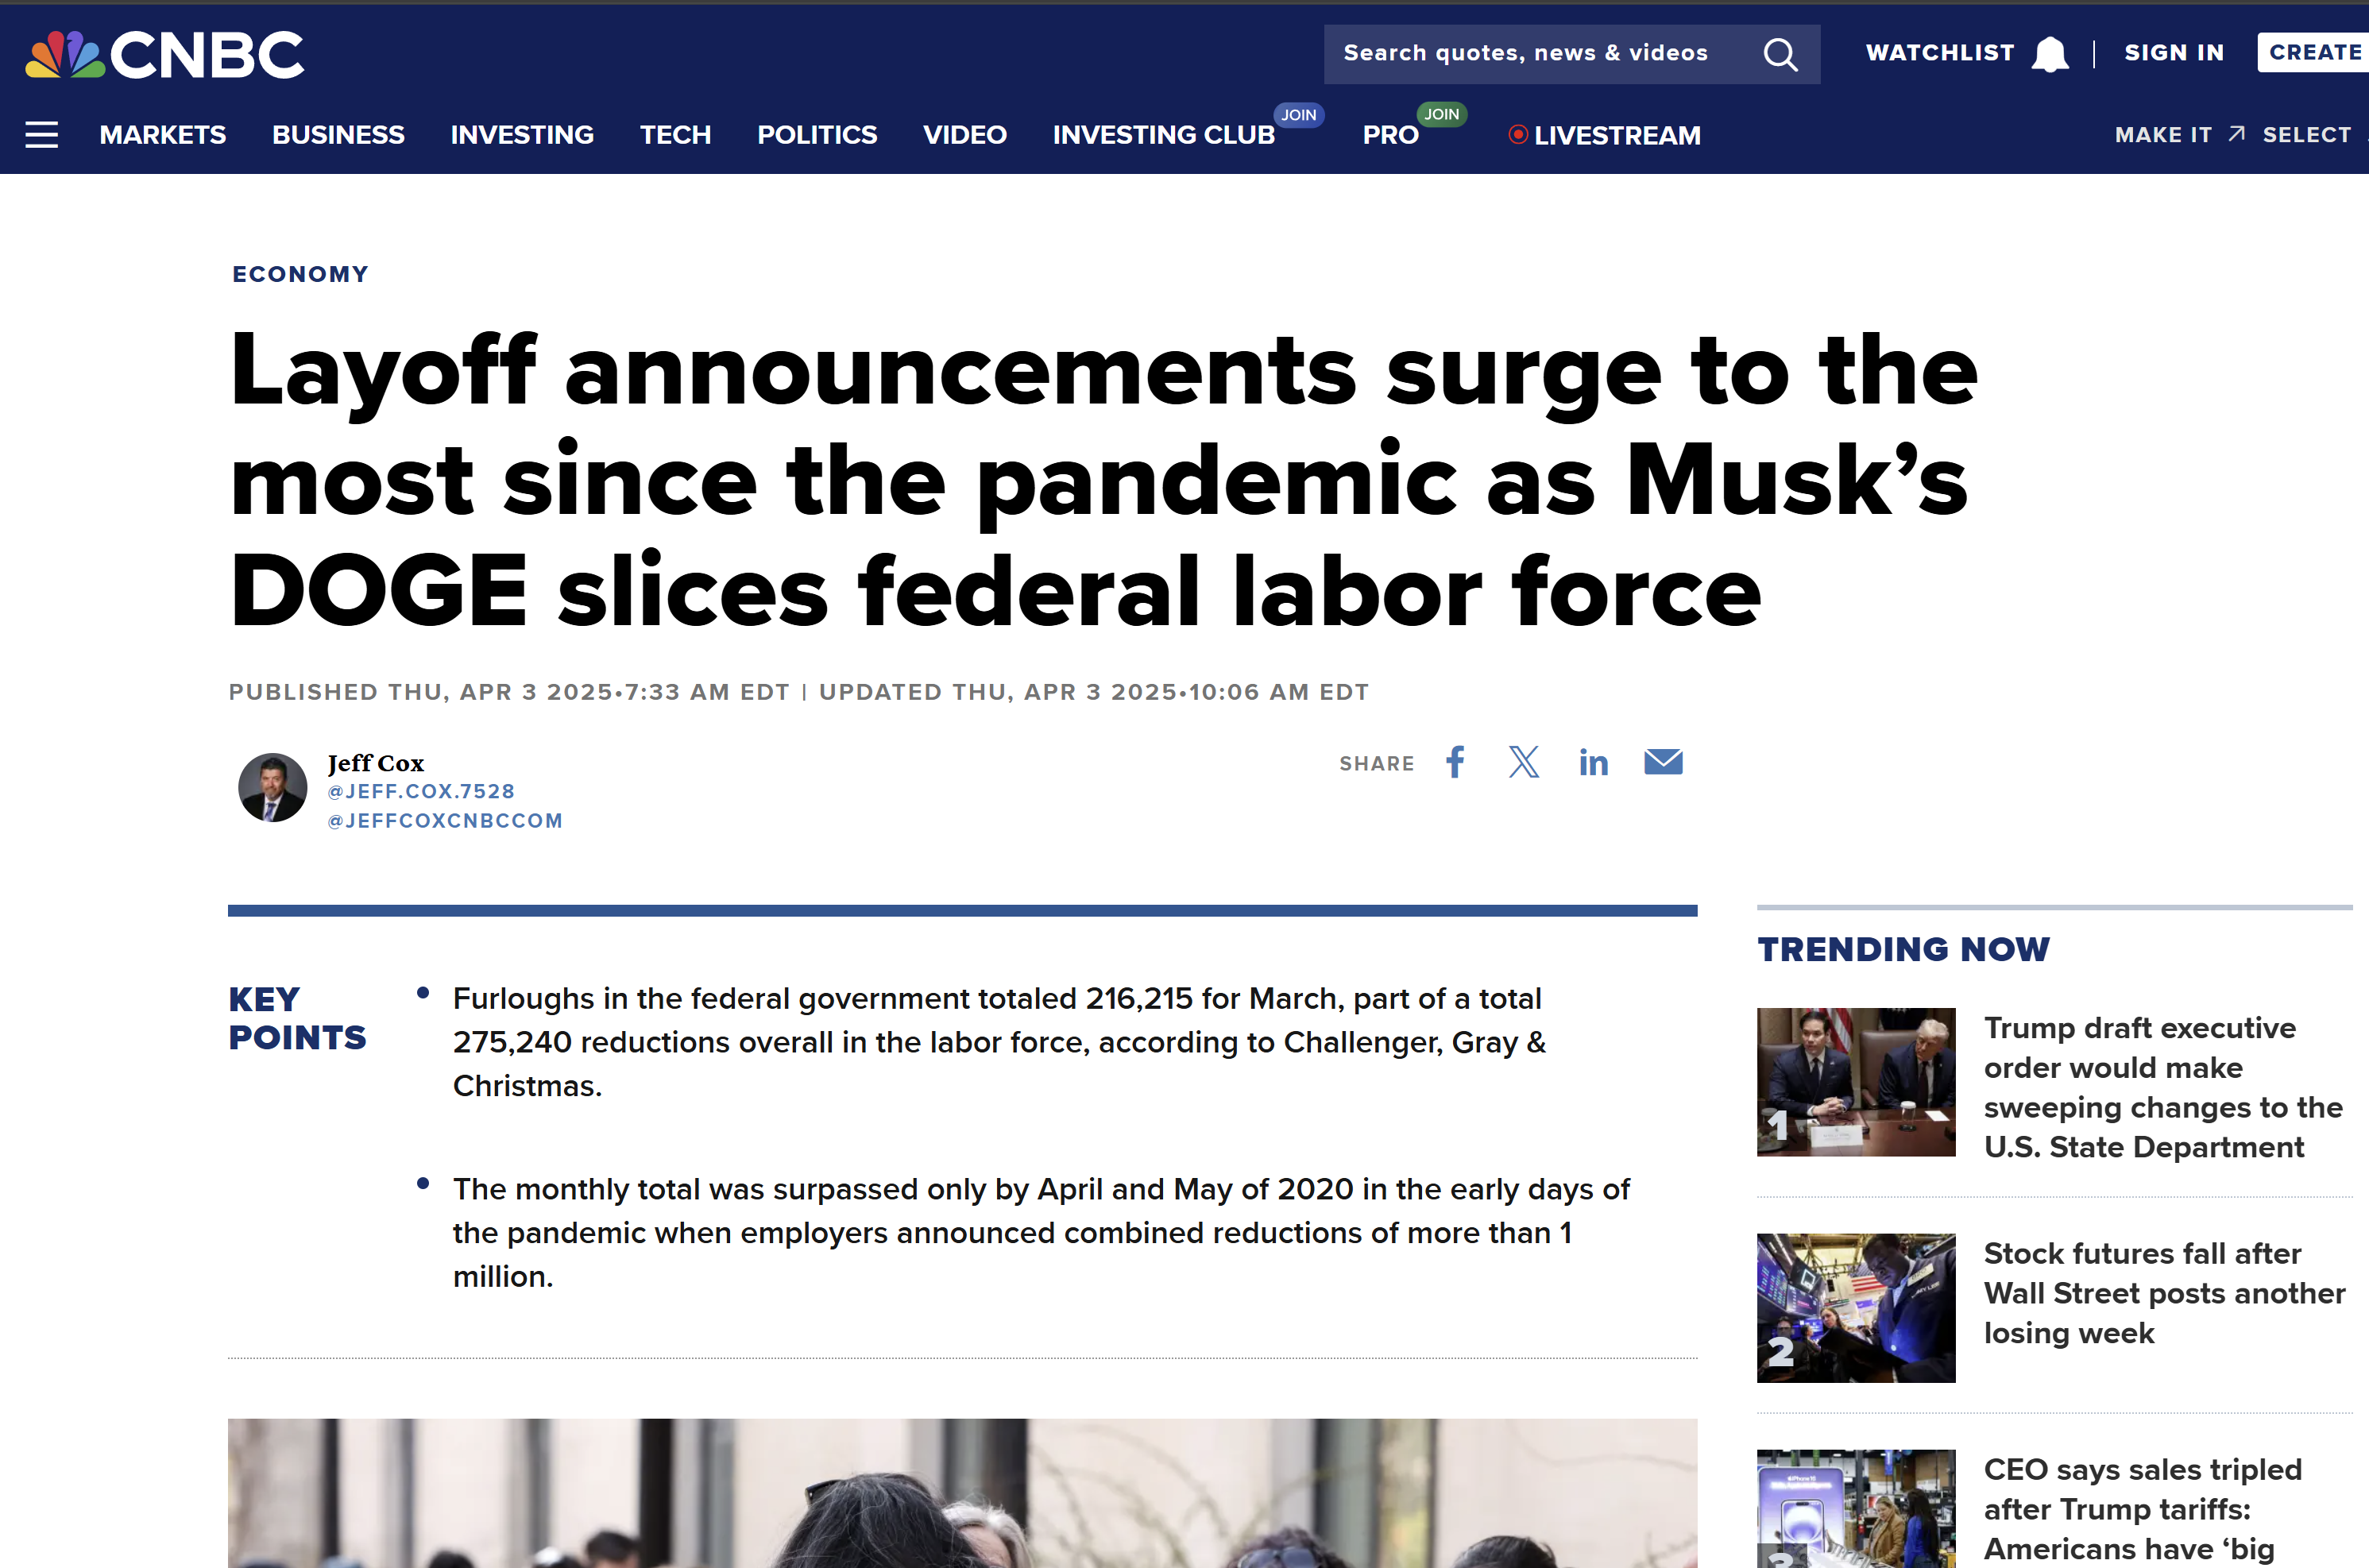 CNBC
Search quotes, news & videos
WATCHLIST
SIGN IN
CREATE
MARKETS
BUSINESS
INVESTING
TECH
POLITICS
VIDEO
INVESTING CLUB
JOIN
PRO
JOIN
LIVESTREAM
MAKE IT
SELECT
ECONOMY
Layoff announcements surge to the
most since the pandemic as Musk’s
DOGE slices federal labor force
PUBLISHED THU, APR 3 2025•7:33 AM EDT | UPDATED THU, APR 3 2025•10:06 AM EDT
Jeff Cox
@JEFF.COX.7528
@JEFFCOXCNBCCOM
SHARE
KEY
POINTS
Furloughs in the federal government totaled 216,215 for March, part of a total
275,240 reductions overall in the labor force, according to Challenger, Gray &
Christmas.
The monthly total was surpassed only by April and May of 2020 in the early days of
the pandemic when employers announced combined reductions of more than 1
million.
TRENDING NOW
1
Trump draft executive
order would make
sweeping changes to the
U.S. State Department
2
Stock futures fall after
Wall Street posts another
losing week
3
CEO says sales tripled
after Trump tariffs:
Americans have ‘big